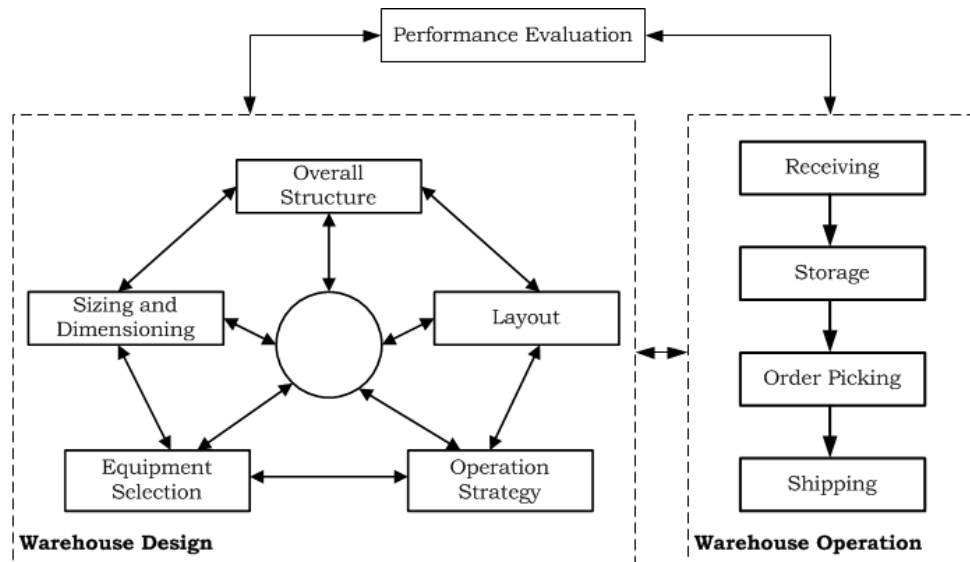 Performance Evaluation
Overall
Structure
Sizing and
Dimensioning
Layout
Equipment
Selection
Operation
Strategy
Warehouse Design
Receiving
Storage
Order Picking
Shipping
Warehouse Operation